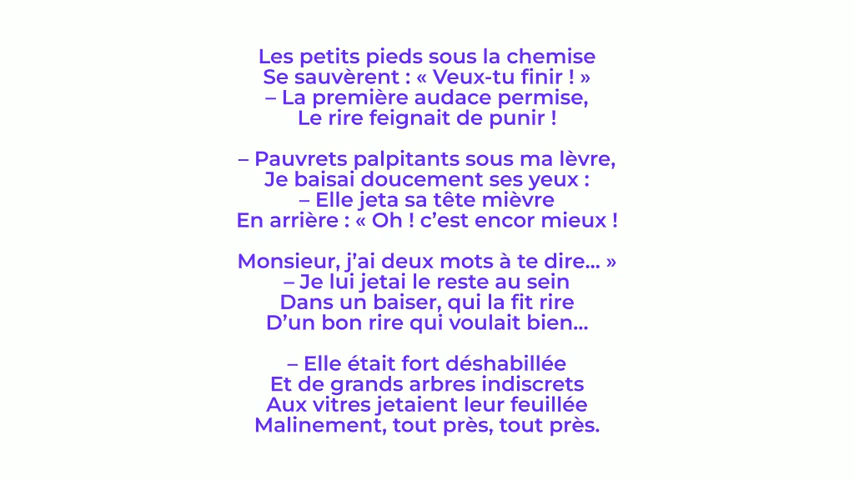 Les petits pieds sous la chemise
Se sauvèrent : « Veux-tu finir ! »
– La première audace permise,
Le rire feignait de punir !
– Pauvrets palpitants sous ma lèvre,
Je baisai doucement ses yeux :
– Elle jeta sa tête mièvre
En arrière : « Oh ! c’est encor mieux !
Monsieur, j’ai deux mots à te dire... »
– Je lui jetai le reste au sein
Dans un baiser, qui la fit rire
D’un bon rire qui voulait bien...
– Elle était fort déshabillée
Et de grands arbres indiscrets
Aux vitres jetaient leur feuillée
Malinement, tout près, tout près.